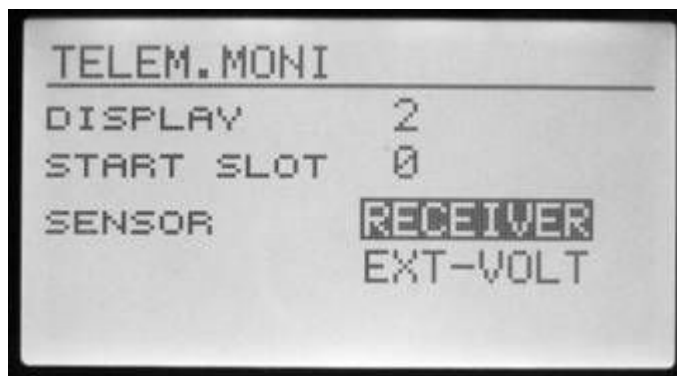 TELEM.MONI
DISPLAY 2
START SLOT 0
SENSOR RECEIVER
EXT-VOLT